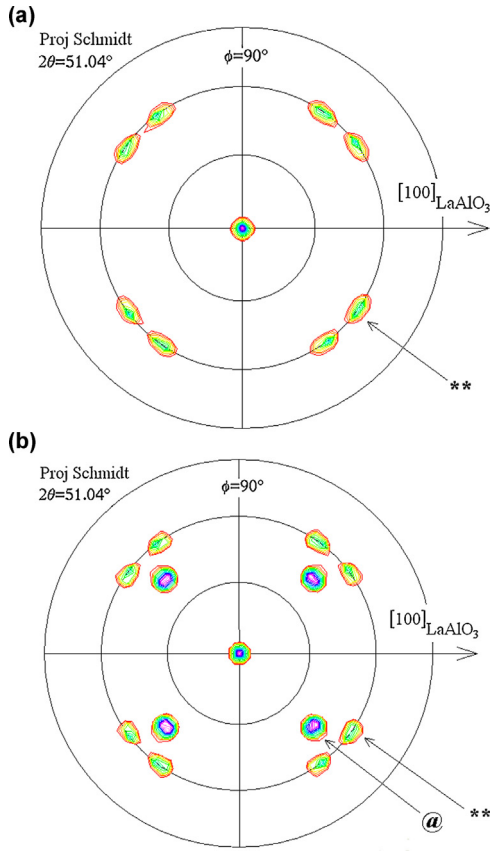 (a)
Proj Schmidt
2θ=51.04°
ϕ=90°
[100]LaAlO3
**
(b)
Proj Schmidt
2θ=51.04°
ϕ=90°
[100]LaAlO3
@
**